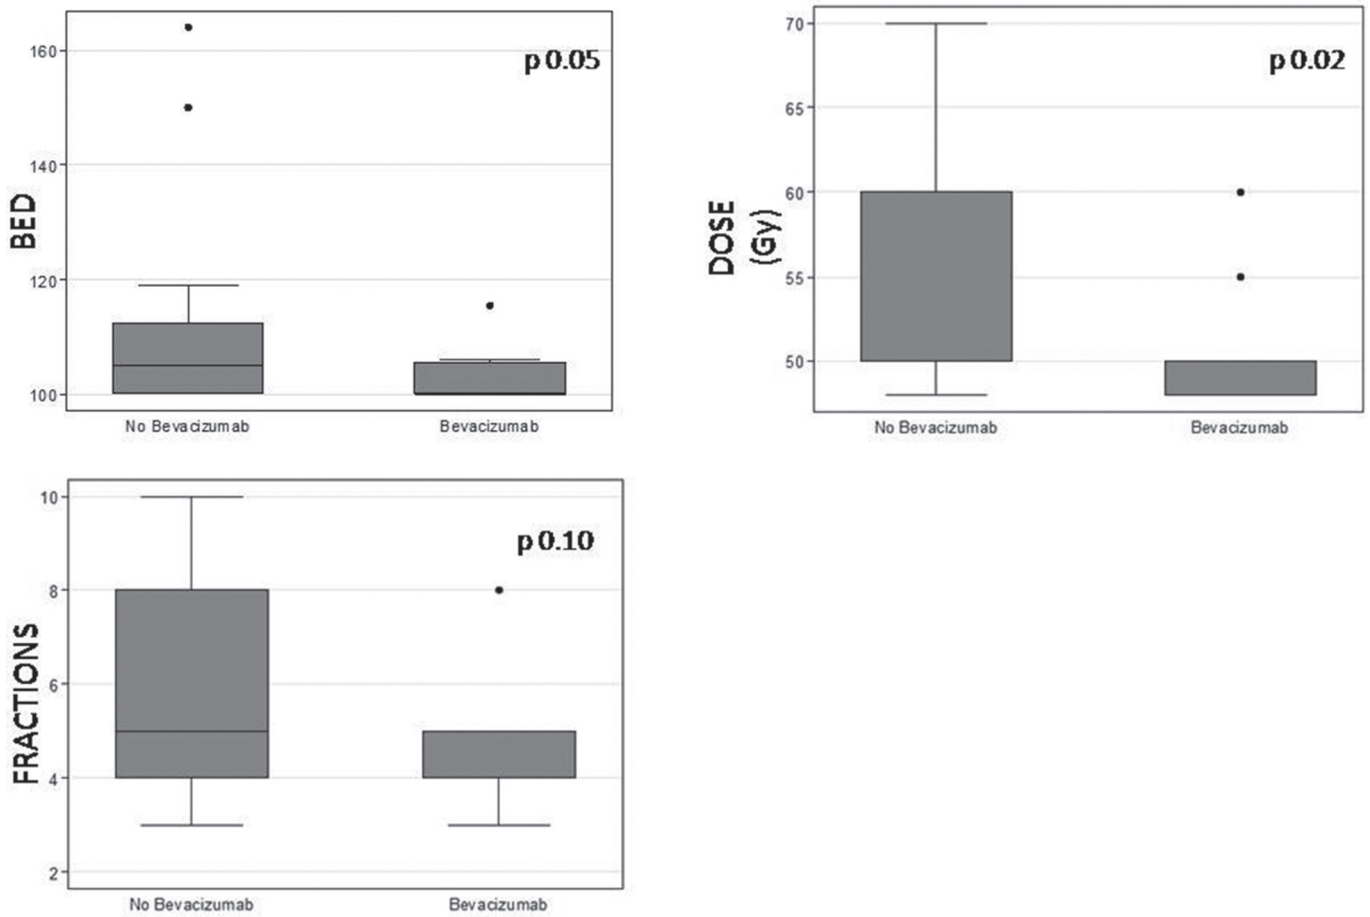 160
140
120
100
BED
p 0.05
No Bevacizumab
Bevacizumab
70
65
60
55
50
DOSE
(Gy)
p 0.02
No Bevacizumab
Bevacizumab
10
8
6
4
2
FRACTIONS
p 0.10
No Bevacizumab
Bevacizumab